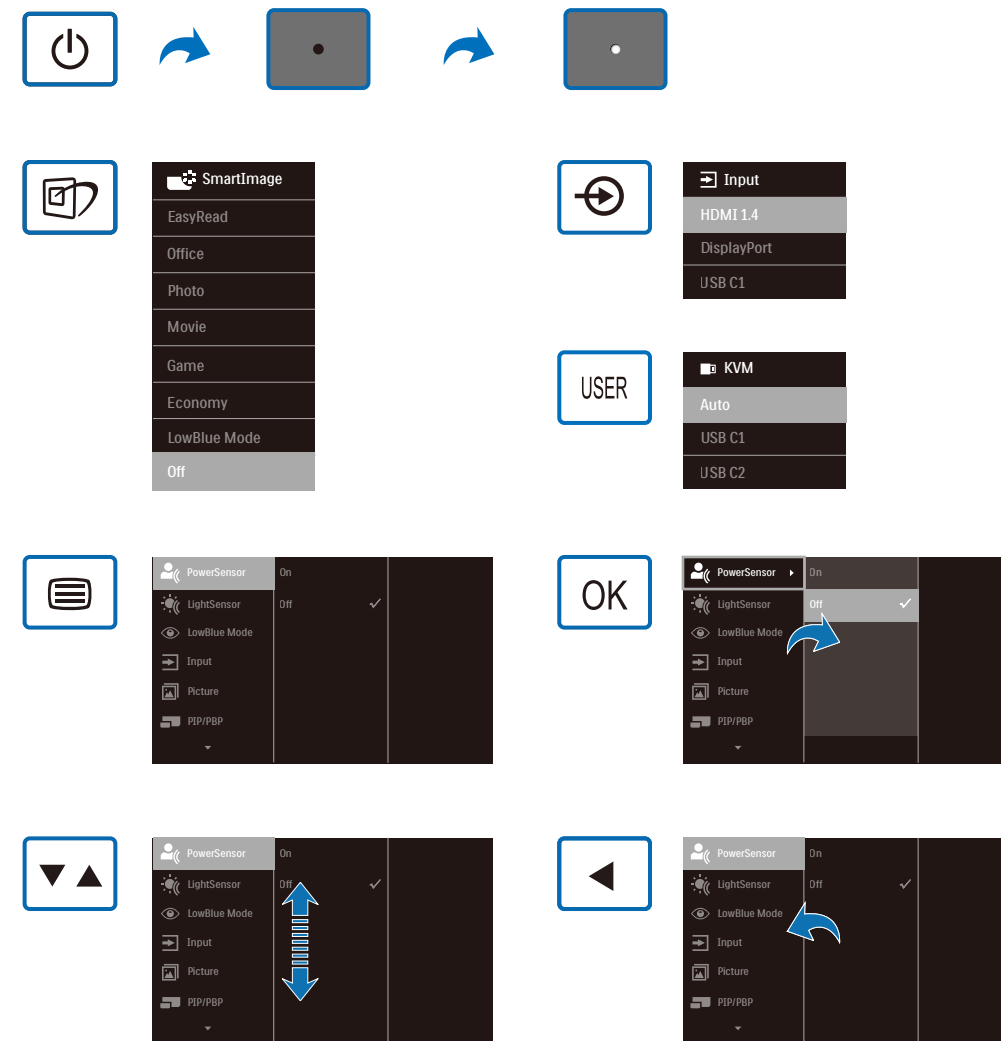 SmartImage
EasyRead
Office
Photo
Movie
Game
Economy
LowBlue Mode
Off
Input
HDMI 1.4
DisplayPort
USB C1
USER
KVM
Auto
USB C1
USB C2
PowerSensor On
LightSensor Off
LowBlue Mode
Input
Picture
PIP/PBP
OK
PowerSensor On
LightSensor Off
LowBlue Mode
Input
Picture
PIP/PBP
PowerSensor On
LightSensor Off
LowBlue Mode
Input
Picture
PIP/PBP
PowerSensor On
LightSensor Off
LowBlue Mode
Input
Picture
PIP/PBP